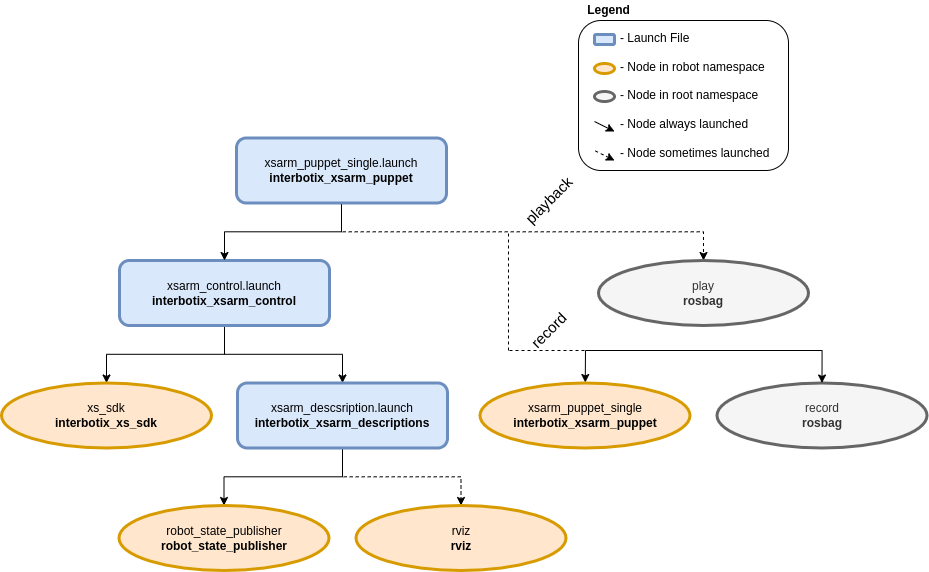 Legend
- Launch File
- Node in robot namespace
- Node in root namespace
- Node always launched
- Node sometimes launched
xsarm_puppet_single.launch
interbotix_xsarm_puppet
playback
xsarm_control.launch
interbotix_xsarm_control
play
rosbag
record
xs_sdk
interbotix_xs_sdk
xsarm_descsription.launch
interbotix_xsarm_descriptions
xsarm_puppet_single
interbotix_xsarm_puppet
record
rosbag
robot_state_publisher
robot_state_publisher
rviz
rviz